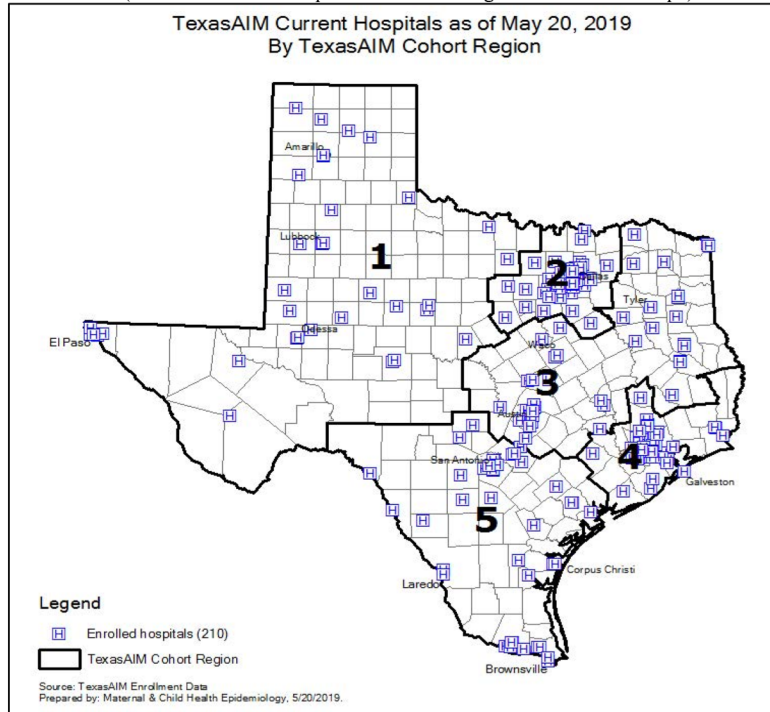 TexasAIM Current Hospitals as of May 20, 2019
By TexasAIM Cohort Region
Amarillo
Lubbock
1
2
Dallas
Tyler
El Paso
Odessa
Waco
3
Austin
San Antonio
4
Galveston
5
Corpus Christi
Laredo
Brownsville
Legend
H Enrolled hospitals (210)
TexasAIM Cohort Region
Source: TexasAIM Enrollment Data
Prepared by: Maternal & Child Health Epidemiology, 5/20/2019.